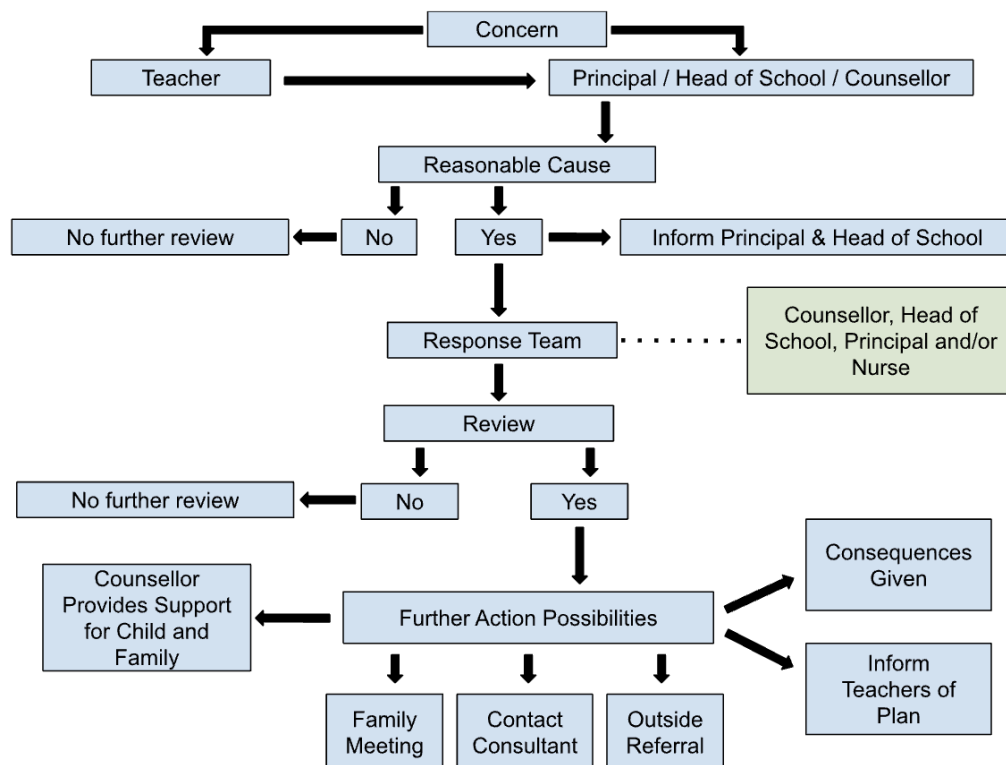 Concern
Teacher
Principal / Head of School / Counsellor
Reasonable Cause
No further review
No
Yes
Inform Principal & Head of School
Response Team
Counsellor, Head of
School, Principal and/or
Nurse
Review
No further review
No
Yes
Counsellor
Provides Support
for Child and
Family
Further Action Possibilities
Consequences
Given
Inform
Teachers of
Plan
Family
Meeting
Contact
Consultant
Outside
Referral